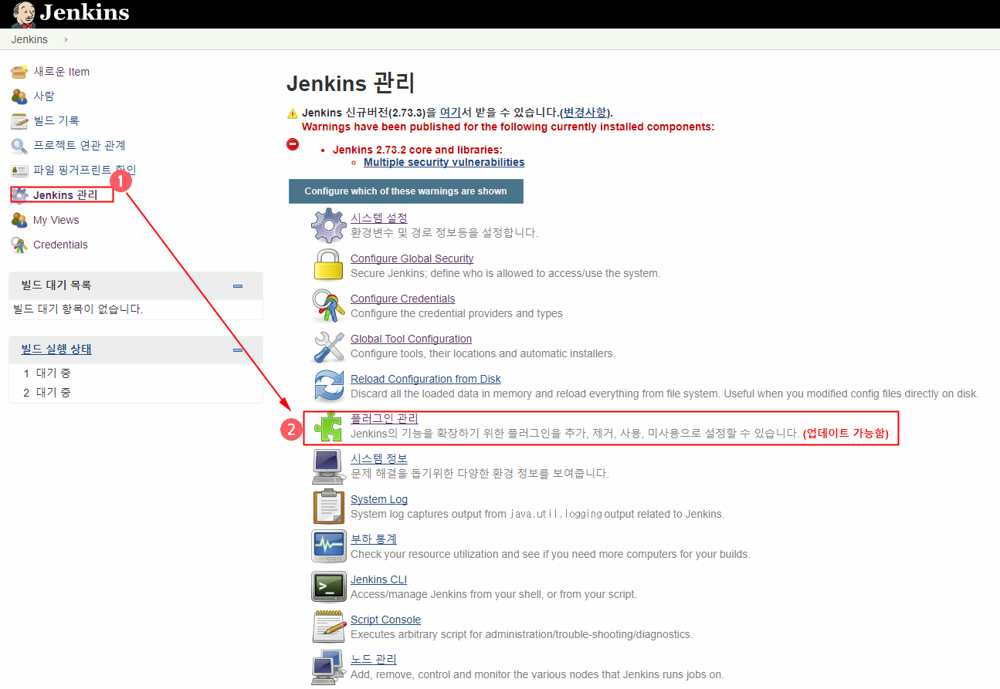 Jenkins
Jenkins
새로운 Item
사람
빌드 기록
프로젝트 연관 관계
파일 핑거프린트 확인
1
Jenkins 관리
My Views
Credentials
빌드 대기 목록
빌드 대기 항목이 없습니다.
빌드 실행 상태
1 대기 중
2 대기 중
Jenkins 관리
Jenkins 신규버전(2.73.3)을 여기서 받을 수 있습니다.(변경사항).
Warnings have been published for the following currently installed components:
Jenkins 2.73.2 core and libraries:
Multiple security vulnerabilities
Configure which of these warnings are shown
시스템 설정
환경변수 및 경로 정보등을 설정합니다.
Configure Global Security
Secure Jenkins; define who is allowed to access/use the system.
Configure Credentials
Configure the credential providers and types
Global Tool Configuration
Configure tools, their locations and automatic installers.
Reload Configuration from Disk
Discard all the loaded data in memory and reload everything from file system. Useful when you modified config files directly on disk.
2
플러그인 관리
Jenkins의 기능을 확장하기 위한 플러그인을 추가, 제거, 사용, 미사용으로 설정할 수 있습니다. (업데이트 가능함)
시스템 정보
문제 해결을 돕기위한 다양한 환경 정보를 보여줍니다.
System Log
System log captures output from java.util.logging output related to Jenkins.
부하 통계
Check your resource utilization and see if you need more computers for your builds.
Jenkins CLI
Access/manage Jenkins from your shell, or from your script.
Script Console
Executes arbitrary script for administration/trouble-shooting/diagnostics.
노드 관리
Add, remove, control and monitor the various nodes that Jenkins runs jobs on.